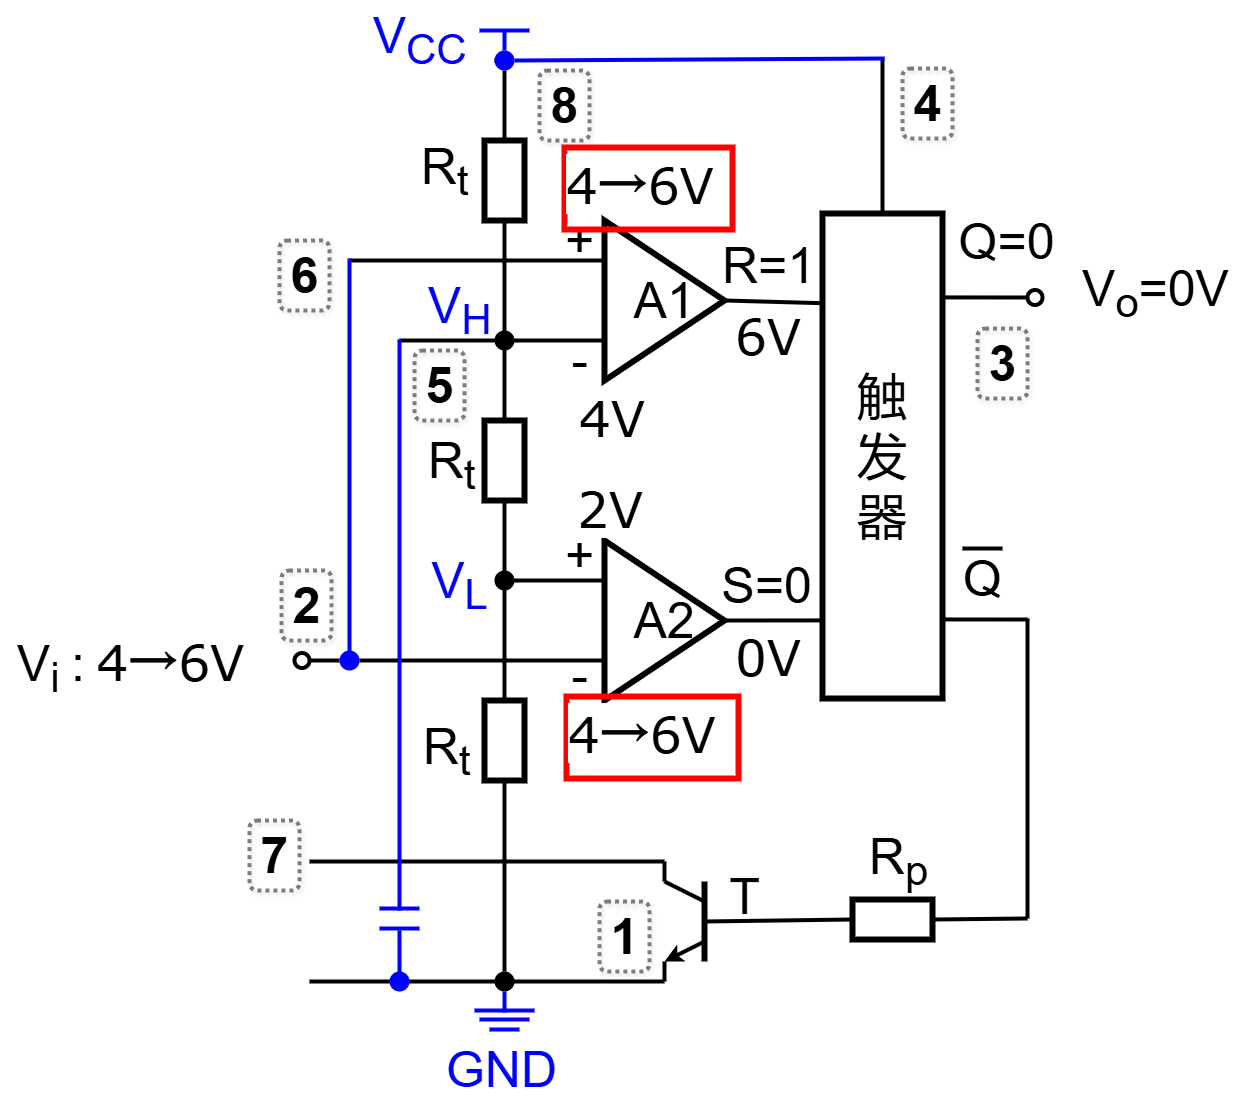 VCC
8
4
Rt
4→6V
+
6
R=1
Q=0
A1
VH
Vo=0V
6V
-
5
3
4V
触
发
器
Rt
2V
+
VL
S=0
Q
2
A2
Vi : 4→6V
0V
-
4→6V
Rt
7
Rp
T
1
GND